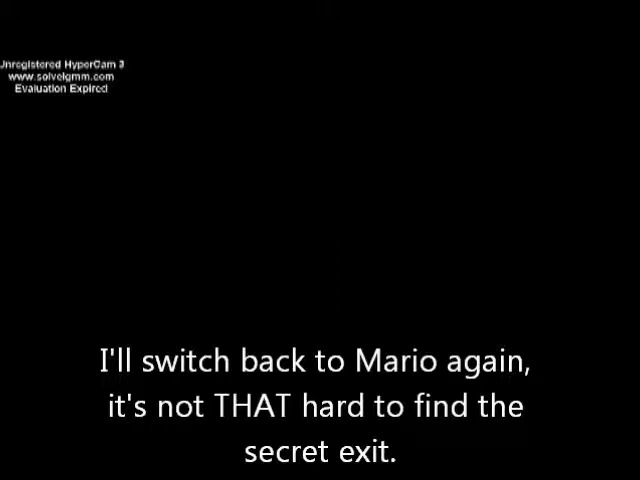 Unregistered HyperCam 3
www.solveigmm.com
Evaluation Expired
I'll switch back to Mario again,
it's not THAT hard to find the
secret exit.